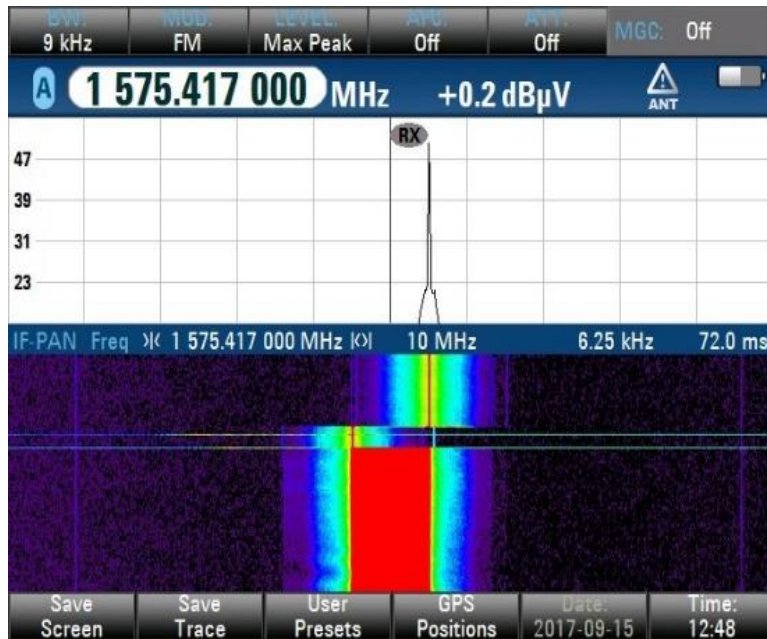 BW: MOD: LEVEL: AFC: ATT: MGC: Off
9 kHz FM Max Peak Off Off
A 1 575.417 000 MHz +0.2 dBµV ANT
RX
47
39
31
23
IF-PAN Freq 1 575.417 000 MHz 10 MHz 6.25 kHz 72.0 ms
Save Save User GPS Date: Time:
Screen Trace Presets Positions 2017-09-15 12:48